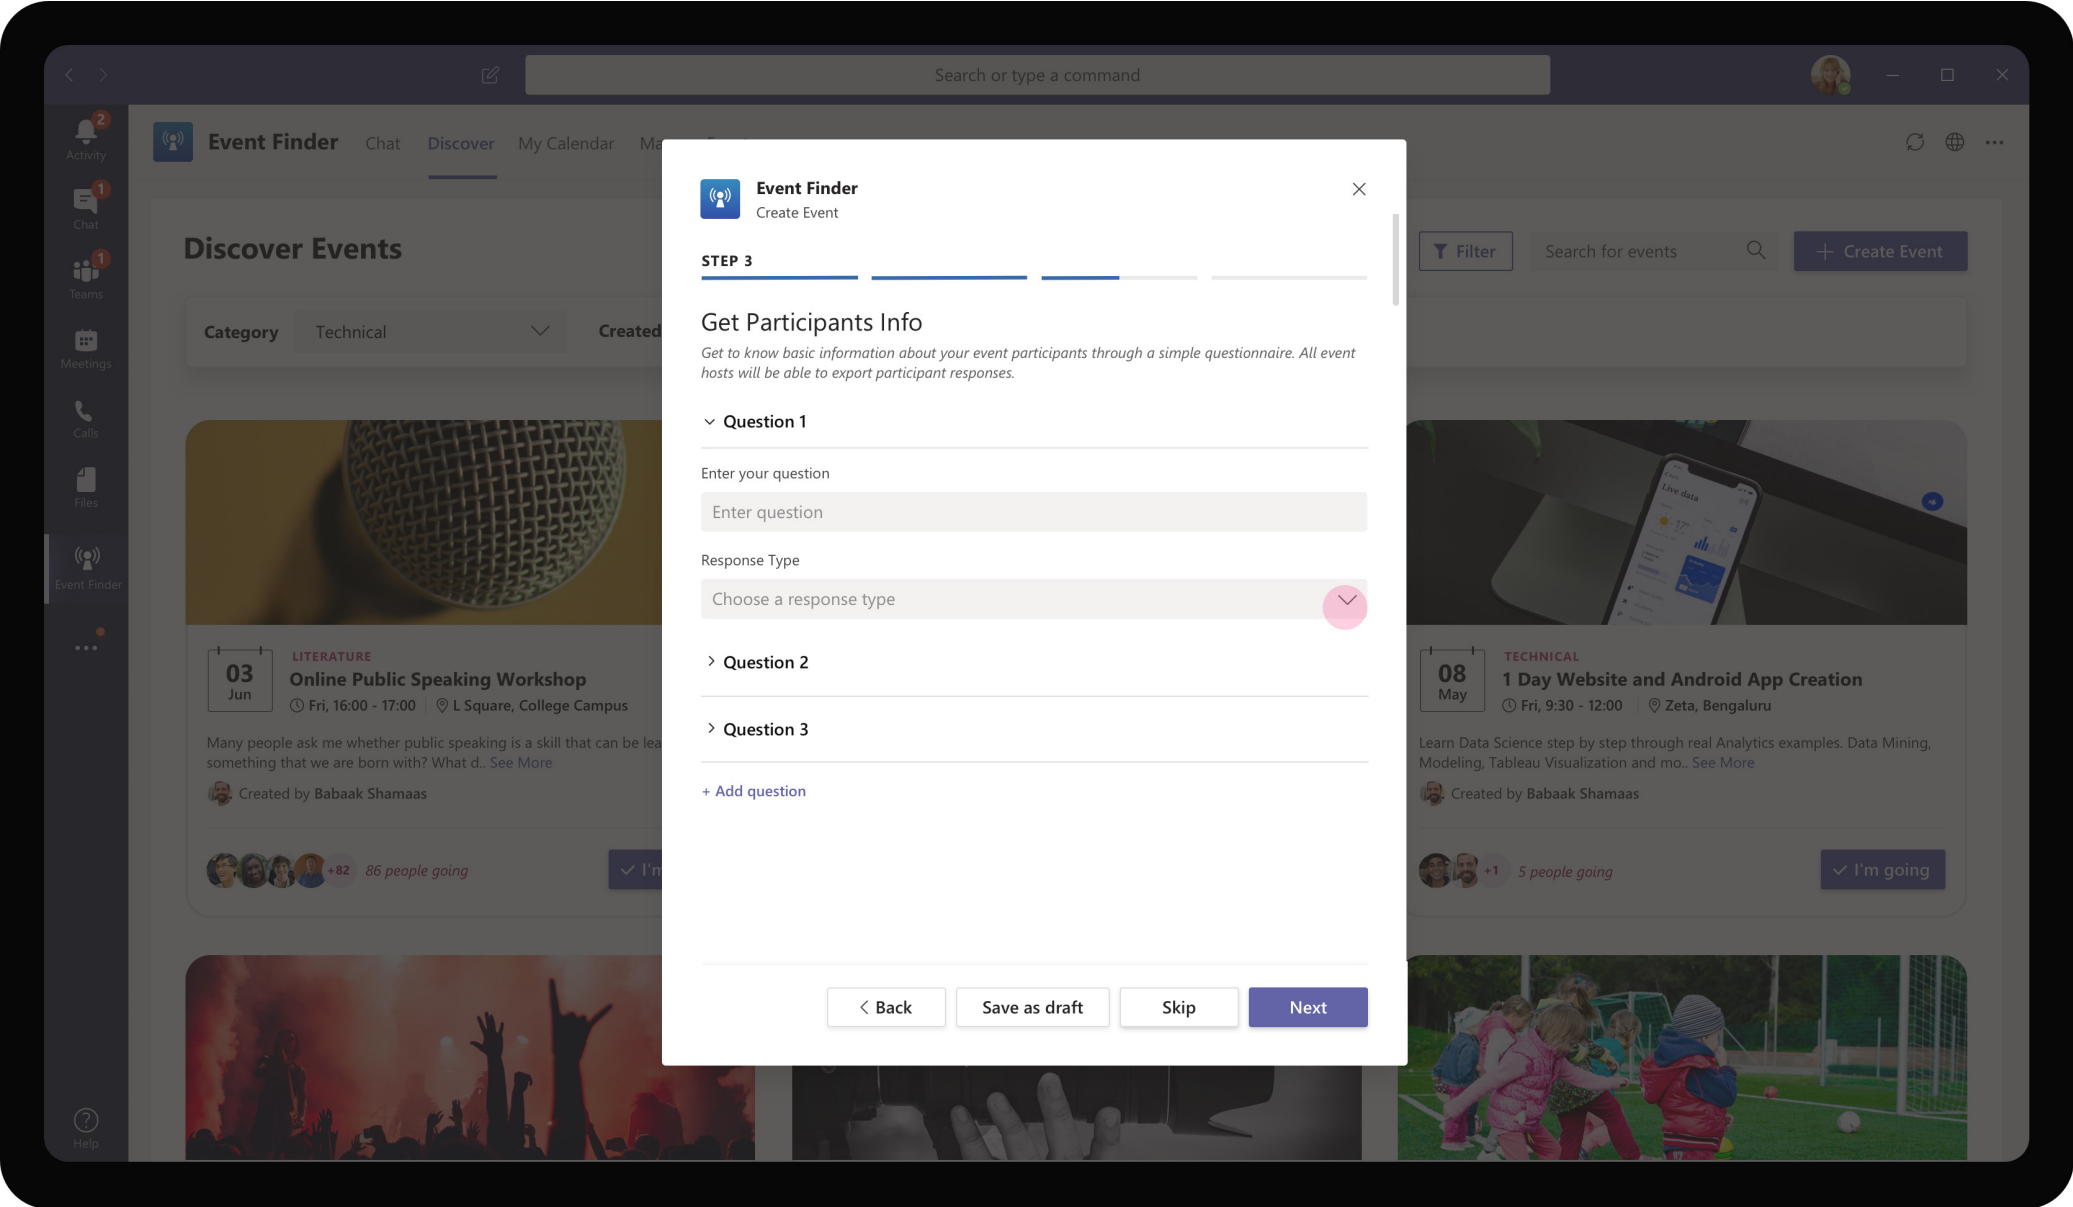 Search or type a command
2
Activity
1
Chat
1
Teams
Meetings
Calls
Files
Event Finder
Help
Event Finder
Chat
Discover
My Calendar
Discover Events
Filter
Search for events
+ Create Event
Category
Technical
Created
Event Finder
Create Event
STEP 3
Get Participants Info
Get to know basic information about your event participants through a simple questionnaire. All event
hosts will be able to export participant responses.
Question 1
Enter your question
Enter question
Response Type
Choose a response type
Question 2
Question 3
+ Add question
< Back
Save as draft
Skip
Next
03
Jun
LITERATURE
Online Public Speaking Workshop
Fri, 16:00 - 17:00
L Square, College Campus
Many people ask me whether public speaking is a skill that can be
something that we are born with? What d.. See More
Created by Babaak Shamaas
+82
86 people going
Live data
17°
08
May
TECHNICAL
1 Day Website and Android App Creation
Fri, 9:30 - 12:00
Zeta, Bengaluru
Learn Data Science step by step through real Analytics examples. Data Mining,
Modeling, Tableau Visualization and mo.. See More
Created by Babaak Shamaas
+1
5 people going
I'm going